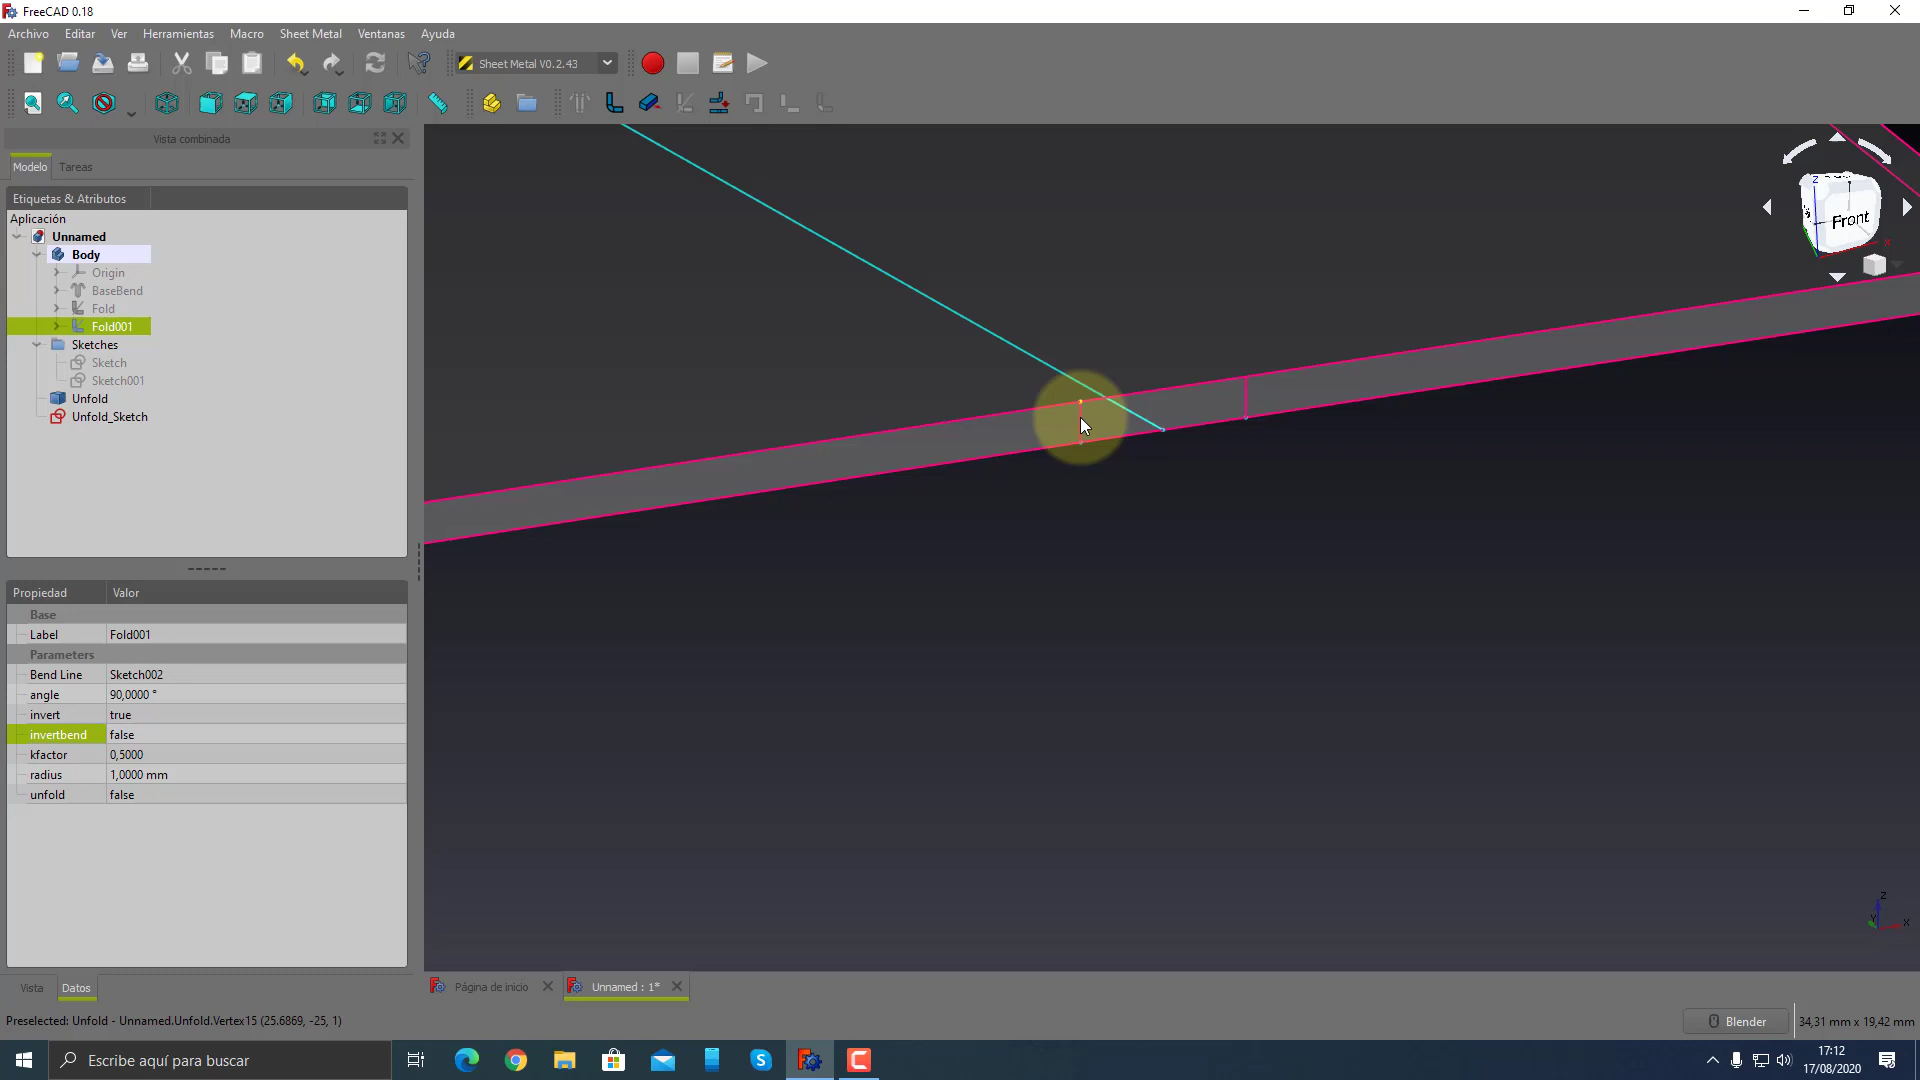 FreeCAD 0.18
Archivo Editar Ver Herramientas Macro Sheet Metal Ventanas Ayuda
Sheet Metal V0.2.43
Vista combinada
Modelo Tareas
Etiquetas & Atributos
Aplicación
Unnamed
Body
Origin
BaseBend
Fold
Fold001
Sketches
Sketch
Sketch001
Unfold
Unfold_Sketch
Propiedad Valor
Base
Label Fold001
Parameters
Bend Line Sketch002
angle 90,0000 °
invert true
invertbend false
kfactor 0,5000
radius 1,0000 mm
unfold false
Front
Z
X
Z
Y
X
Vista Datos
Página de inicio
Unnamed : 1*
Preselected: Unfold - Unnamed.Unfold.Vertex15 (25.6869, -25, 1)
Blender
34,31 mm x 19,42 mm
Escribe aquí para buscar
17:12
17/08/2020